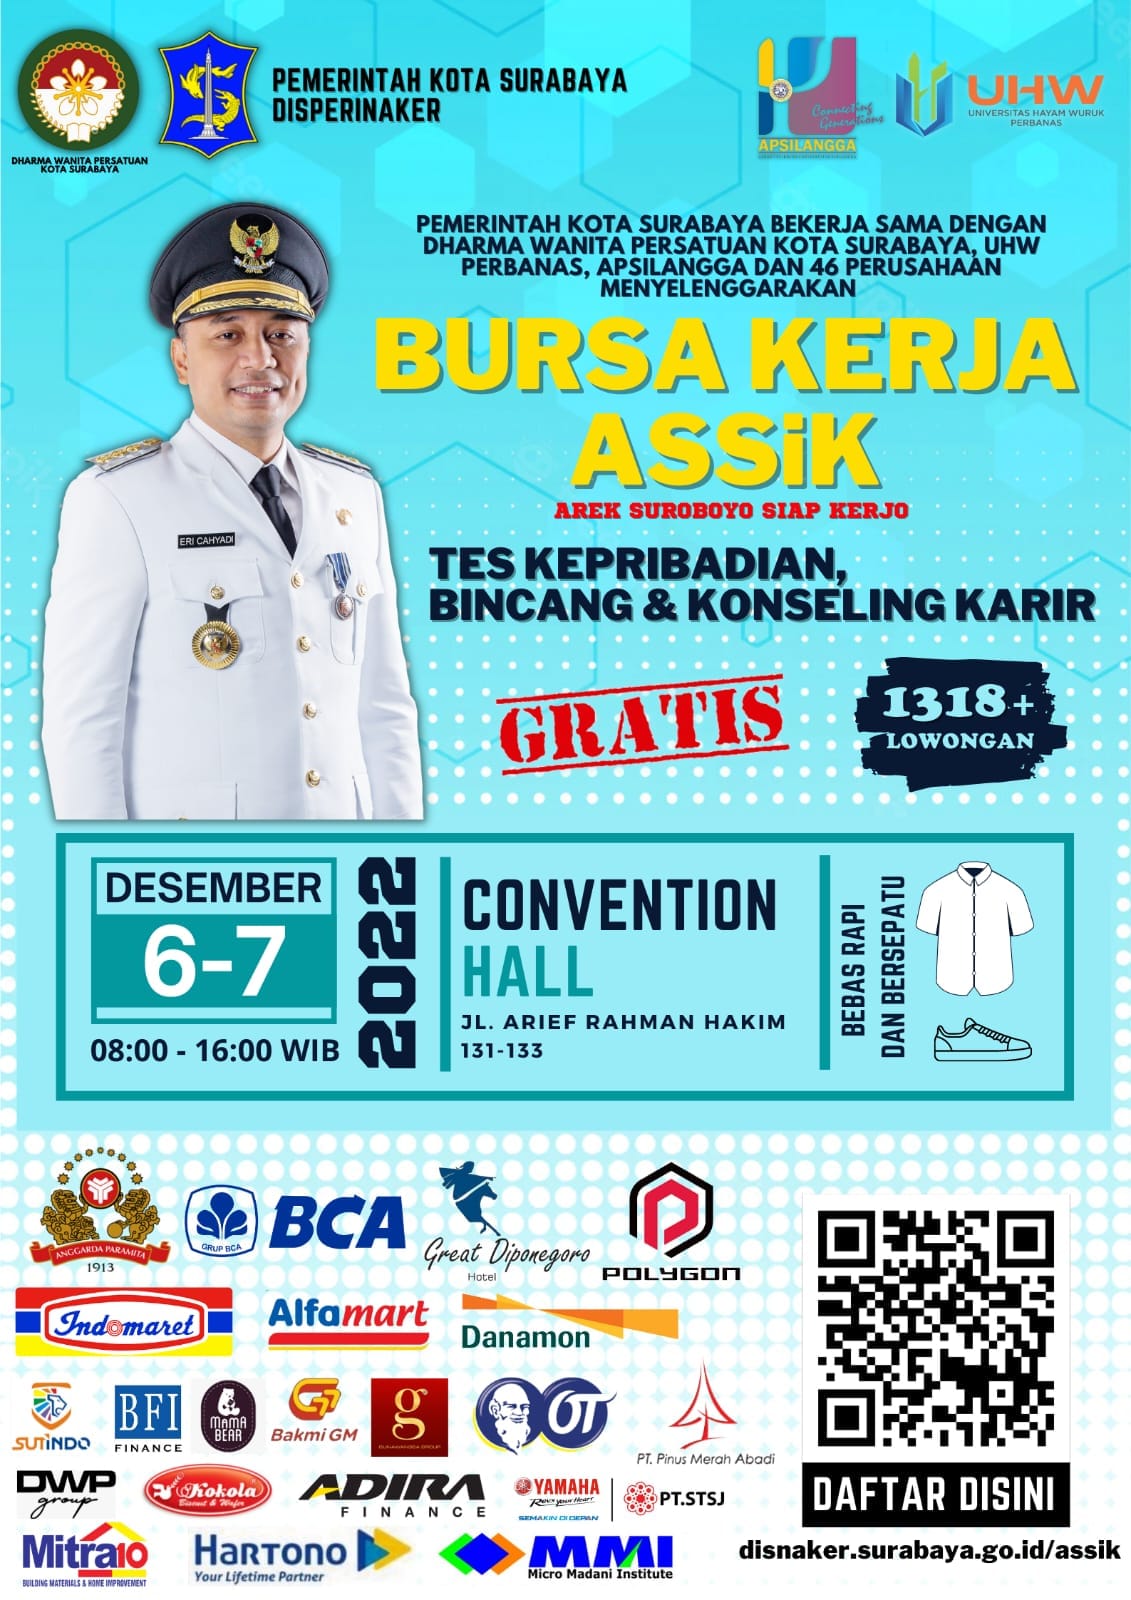 DHARMA WANITA PERSATUAN
KOTA SURABAYA
PEMERINTAH KOTA SURABAYA
DISPERINAKER
Connecting
Generations
APSILANGGA
UHW
UNIVERSITAS HAYAM WURUK
PERBANAS
PEMERINTAH KOTA SURABAYA BEKERJA SAMA DENGAN
DHARMA WANITA PERSATUAN KOTA SURABAYA, UHW
PERBANAS, APSILANGGA DAN 46 PERUSAHAAN
MENYELENGGARAKAN
BURSA KERJA
ASSiK
AREK SUROBOYO SIAP KERJO
TES KEPRIBADIAN,
BINCANG & KONSELING KARIR
ERI CAHYADI
GRATIS
1318+
LOWONGAN
DESEMBER
6-7
2022
08:00 - 16:00 WIB
CONVENTION
HALL
JL. ARIEF RAHMAN HAKIM
131-133
BEBAS RAPI
DAN BERSEPATU
ANGGARDA PARAMITA
1913
GRUP BCA
BCA
Great Diponegoro
Hotel
POLYGON
Indomaret
Alfamart
Danamon
SUTINDO
BFI
FINANCE
MAMA
BEAR
Bakmi GM
g
GUNAWANGSA GROUP
OT
PT. Pinus Merah Abadi
DWP
group
Kokola
Biscuit & Wafer
ADIRA
FINANCE
YAMAHA
Revs Your Heart
SEMAKIN DI DEPAN
PT.STSJ
Mitra10
BUILDING MATERIALS & HOME IMPROVEMENT
HARTONO
Your Lifetime Partner
MMI
Micro Madani Institute
DAFTAR DISINI
disnaker.surabaya.go.id/assik